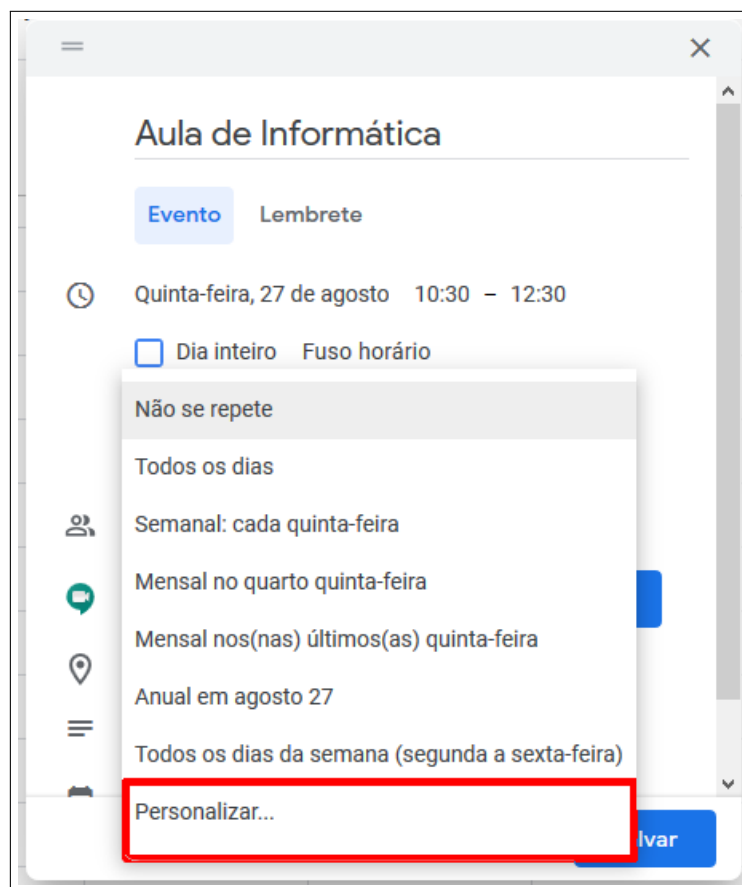 Aula de Informática
Evento Lembrete
Quinta-feira, 27 de agosto 10:30 – 12:30
Dia inteiro Fuso horário
Não se repete
Todos os dias
Semanal: cada quinta-feira
Mensal no quarto quinta-feira
Mensal nos(nas) últimos(as) quinta-feira
Anual em agosto 27
Todos os dias da semana (segunda a sexta-feira)
Personalizar...
lvar